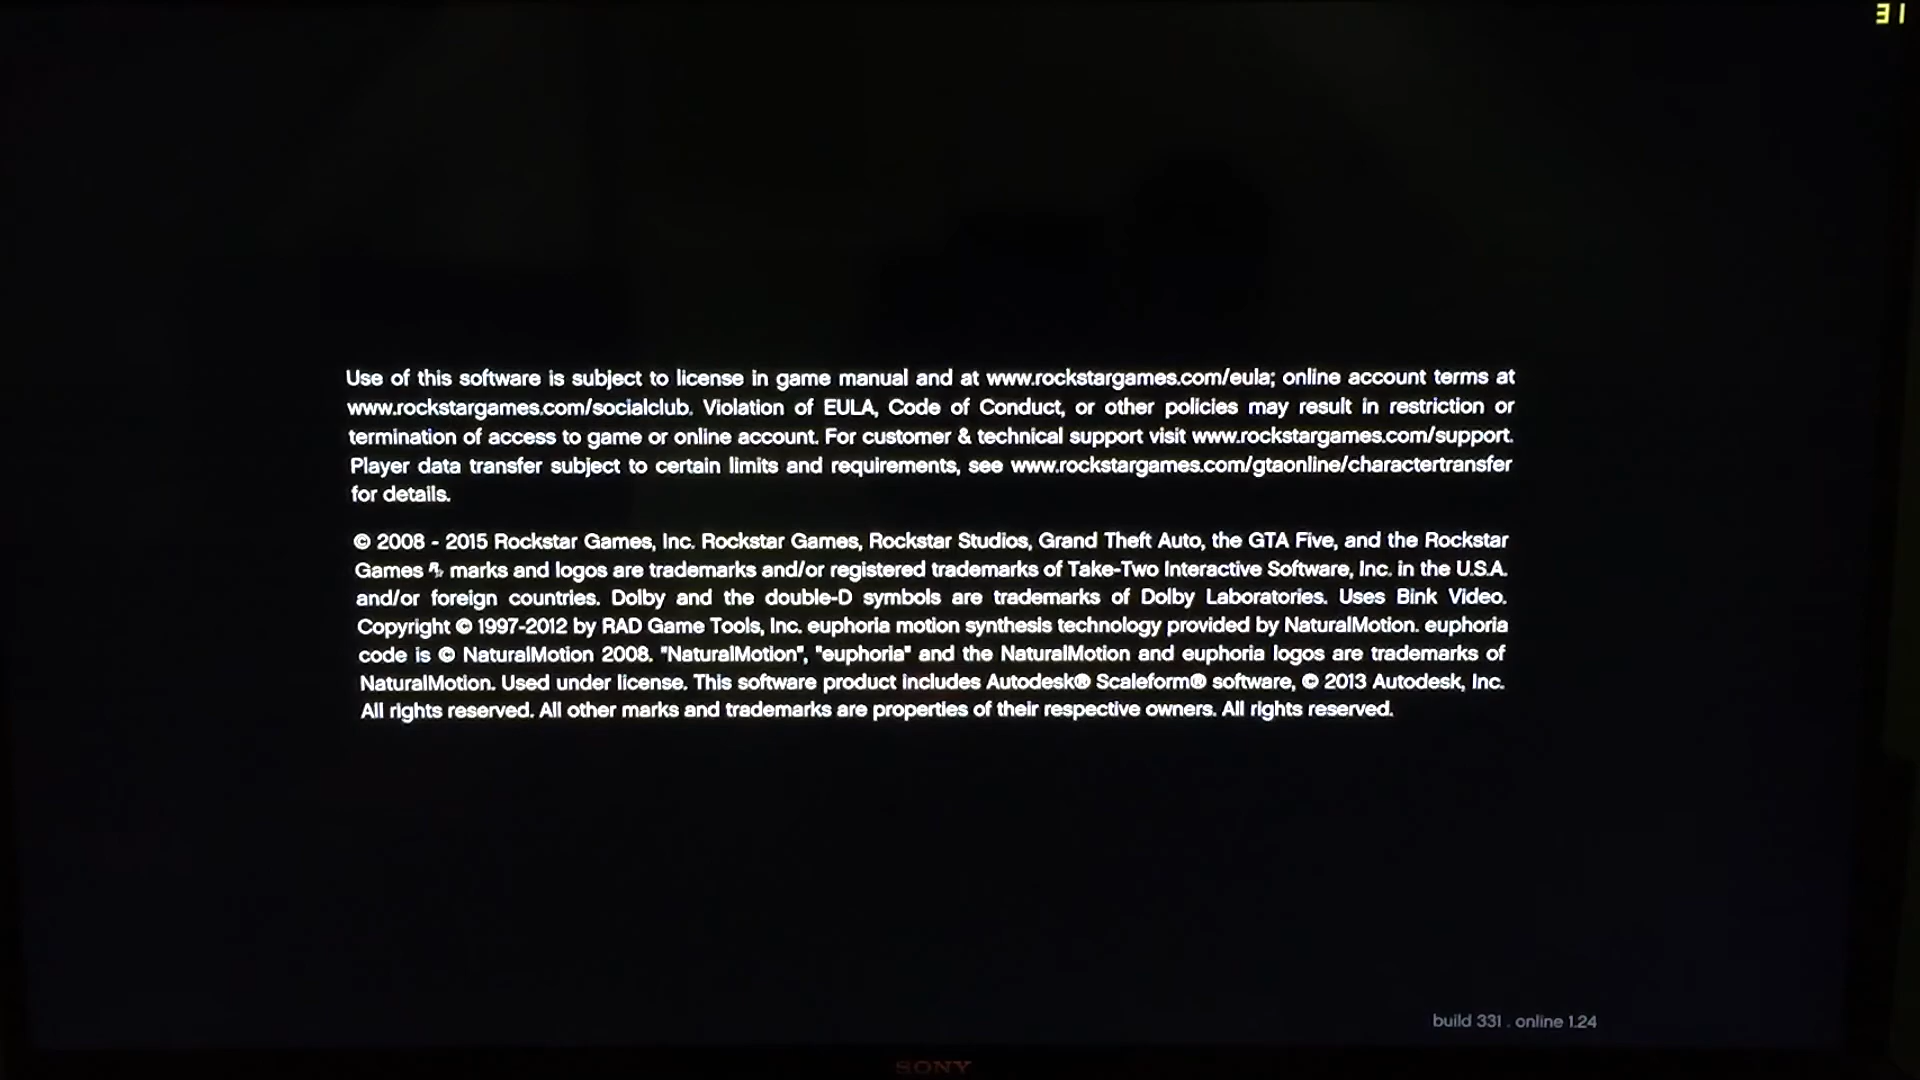 31
Use of this software is subject to license in game manual and at www.rockstargames.com/eula; online account terms at
www.rockstargames.com/socialclub. Violation of EULA, Code of Conduct, or other policies may result in restriction or
termination of access to game or online account. For customer & technical support visit www.rockstargames.com/support.
Player data transfer subject to certain limits and requirements, see www.rockstargames.com/gtaonline/charactertransfer
for details.
© 2008 - 2015 Rockstar Games, Inc. Rockstar Games, Rockstar Studios, Grand Theft Auto, the GTA Five, and the Rockstar
Games R* marks and logos are trademarks and/or registered trademarks of Take-Two Interactive Software, Inc. in the U.S.A.
and/or foreign countries. Dolby and the double-D symbols are trademarks of Dolby Laboratories. Uses Bink Video.
Copyright © 1997-2012 by RAD Game Tools, Inc. euphoria motion synthesis technology provided by NaturalMotion. euphoria
code is © NaturalMotion 2008. "NaturalMotion", "euphoria" and the NaturalMotion and euphoria logos are trademarks of
NaturalMotion. Used under license. This software product includes Autodesk® Scaleform® software, © 2013 Autodesk, Inc.
All rights reserved. All other marks and trademarks are properties of their respective owners. All rights reserved.
build 331 . online 1.24
SONY